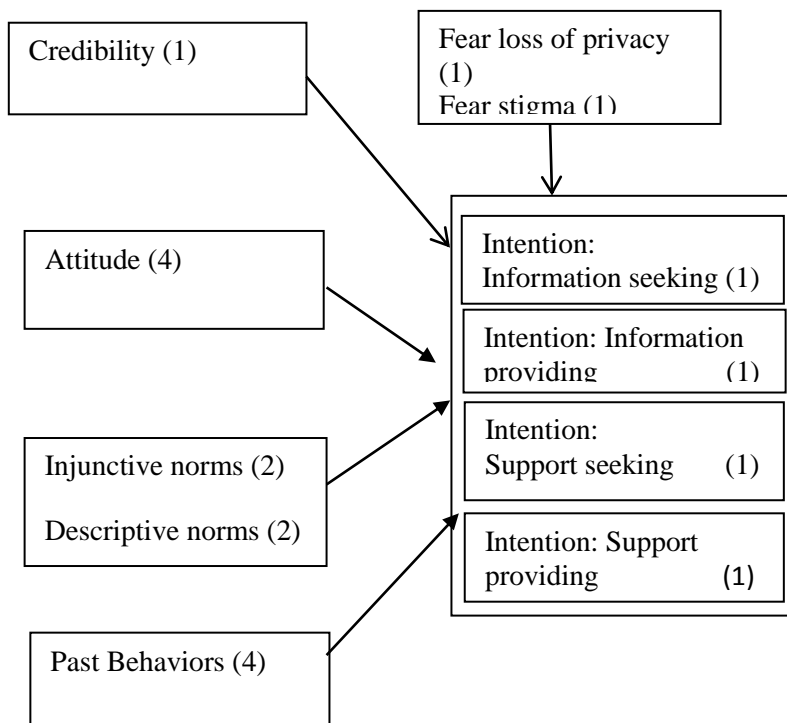 Credibility (1)
Fear loss of privacy
(1)
Fear stigma (1)
Attitude (4)
Intention:
Information seeking (1)
Intention: Information
providing (1)
Intention:
Support seeking (1)
Injunctive norms (2)
Descriptive norms (2)
Intention: Support
providing (1)
Past Behaviors (4)